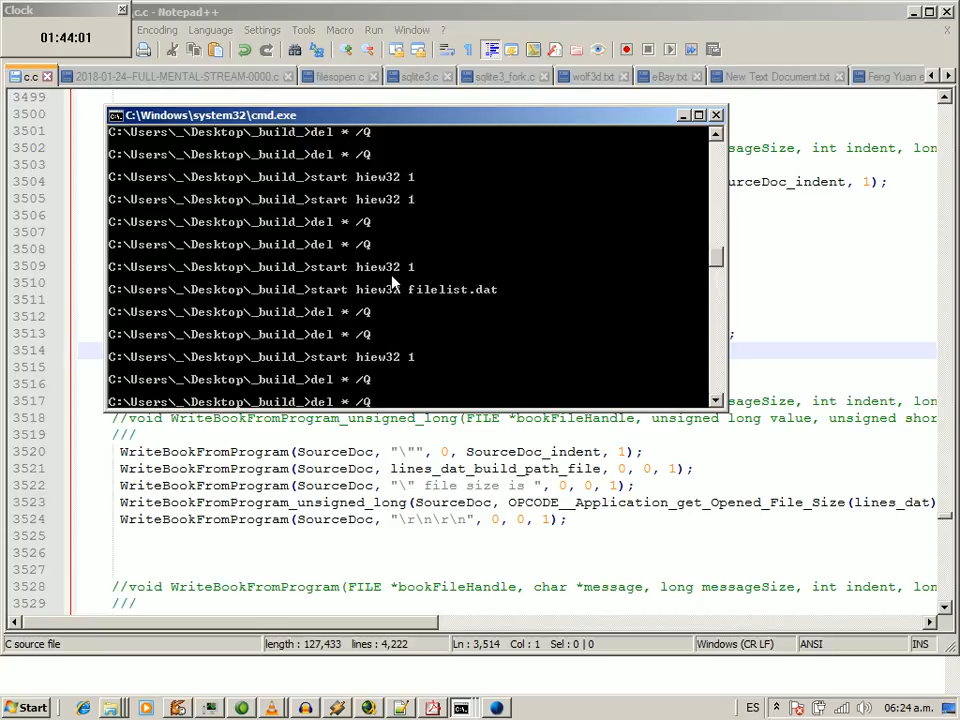 Clock
01:44:01
c.c - Notepad++
Encoding Language Settings Tools Macro Run Window ?
X
c.c 2018-01-24-FULL-MENTAL-STREAM-0000.c filesopen.c sqlite3.c sqlite3_fork.c wolf3d.txt eBay.txt New Text Document.txt Feng Yuan e
C:\Windows\system32\cmd.exe
C:\Users\_\Desktop\_build_>del * /Q
C:\Users\_\Desktop\_build_>del * /Q
C:\Users\_\Desktop\_build_>start hiew32 1
C:\Users\_\Desktop\_build_>start hiew32 1
C:\Users\_\Desktop\_build_>del * /Q
C:\Users\_\Desktop\_build_>del * /Q
C:\Users\_\Desktop\_build_>start hiew32 1
C:\Users\_\Desktop\_build_>start hiew32 filelist.dat
C:\Users\_\Desktop\_build_>del * /Q
C:\Users\_\Desktop\_build_>del * /Q
C:\Users\_\Desktop\_build_>start hiew32 1
C:\Users\_\Desktop\_build_>del * /Q
C:\Users\_\Desktop\_build_>del * /Q
3499
3500
3501
3502 sageSize, int indent, lon
3503
3504 urceDoc_indent, 1);
3505
3506
3507
3508
3509
3510
3511
3512
3513 ;
3514
3515
3516
3517 sageSize, int indent, lon
3518 //void WriteBookFromProgram_unsigned_long(FILE *bookFileHandle, unsigned long value, unsigned shor
3519 ///
3520 WriteBookFromProgram(SourceDoc, "\"", 0, SourceDoc_indent, 1);
3521 WriteBookFromProgram(SourceDoc, lines_dat_build_path_file, 0, 0, 1);
3522 WriteBookFromProgram(SourceDoc, "\" file size is ", 0, 0, 1);
3523 WriteBookFromProgram_unsigned_long(SourceDoc, OPCODE__Application_get_Opened_File_Size(lines_dat)
3524 WriteBookFromProgram(SourceDoc, "\r\n\r\n", 0, 0, 1);
3525
3526
3527
3528 //void WriteBookFromProgram(FILE *bookFileHandle, char *message, long messageSize, int indent, lon
3529 ///
C source file length : 127,433 lines : 4,222 Ln : 3,514 Col : 1 Sel : 0 | 0 Windows (CR LF) ANSI INS
Start ES 06:24 a.m.